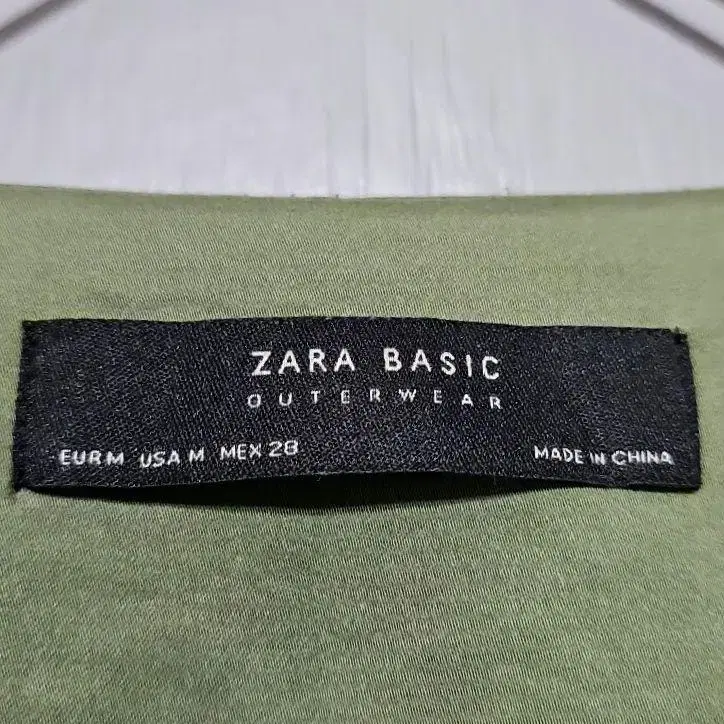 ZARA BASIC
OUTERWEAR
EUR M USA M MEX 28 MADE IN CHINA